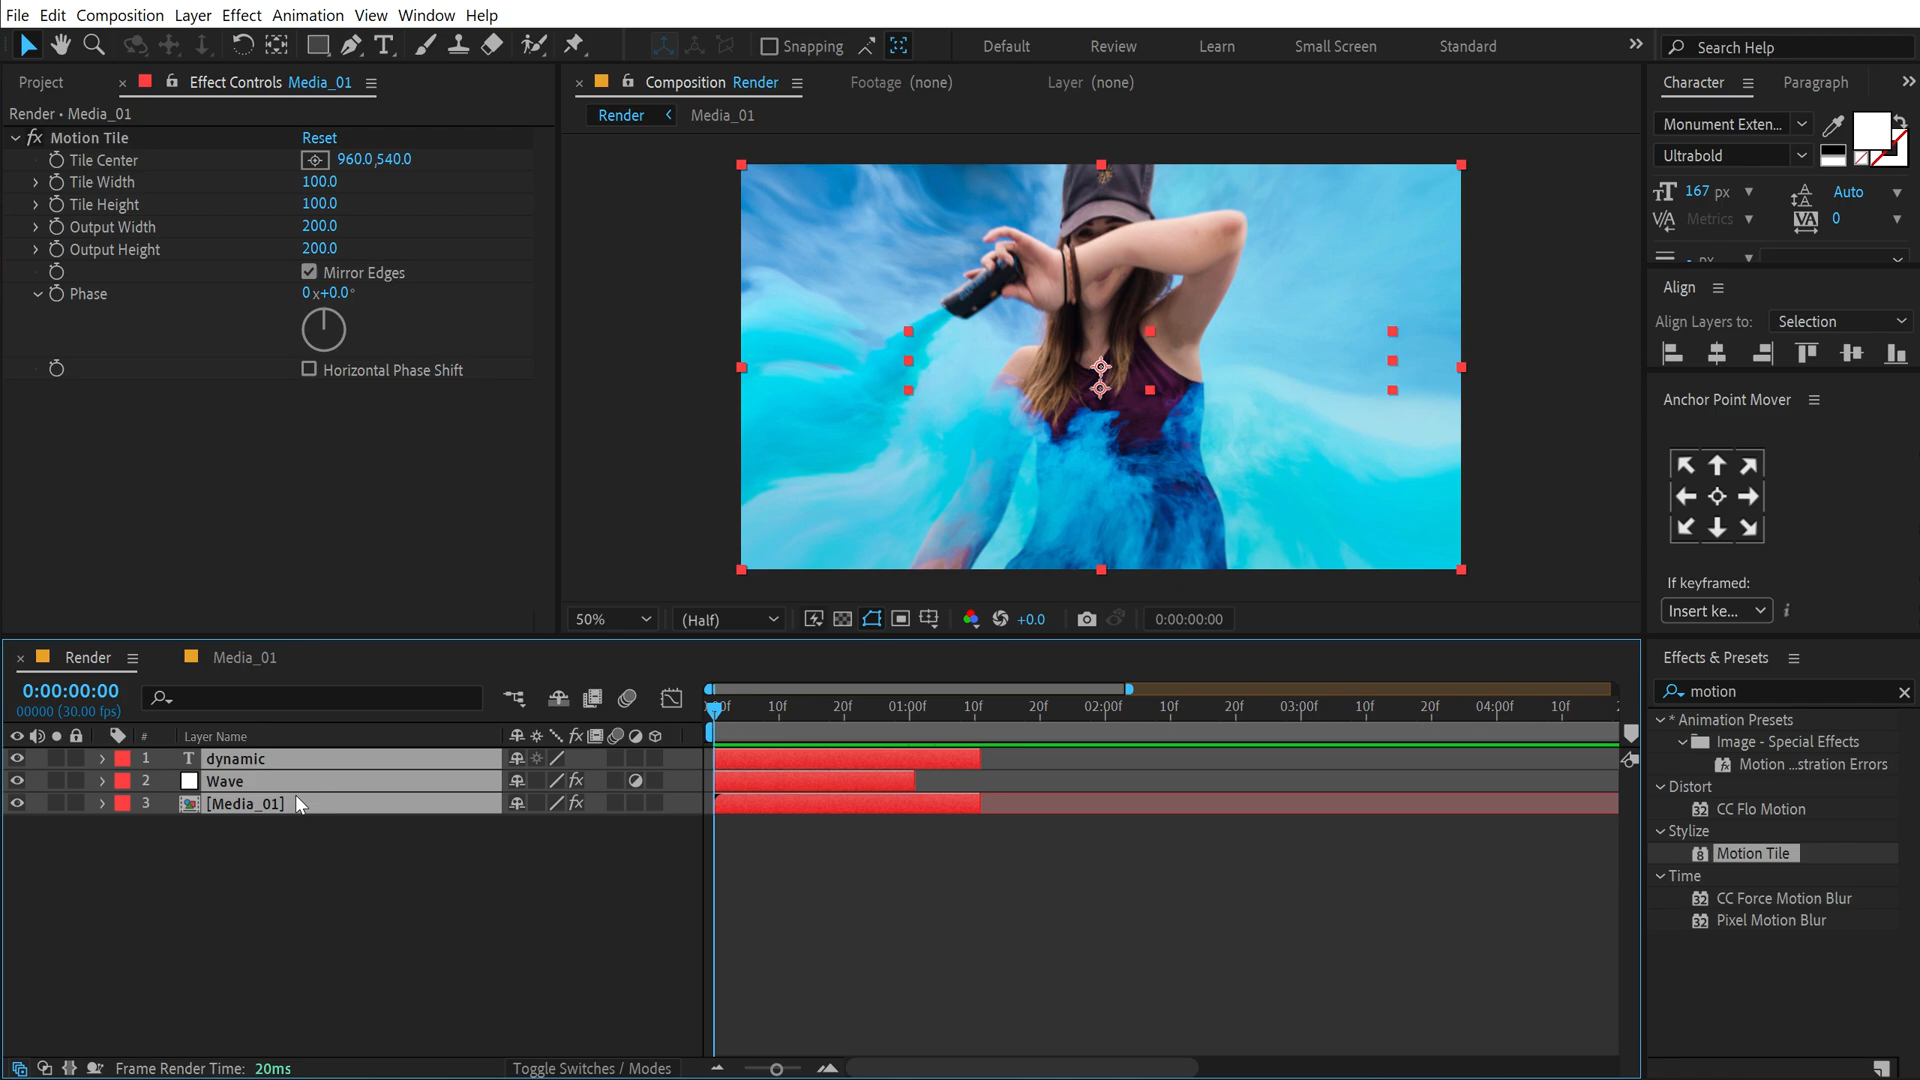 File Edit Composition Layer Effect Animation View Window Help
Snapping
Default Review Learn Small Screen Standard
Search Help
Project
Effect Controls Media_01
Render • Media_01
fx Motion Tile Reset
Tile Center 960.0,540.0
Tile Width 100.0
Tile Height 100.0
Output Width 200.0
Output Height 200.0
Mirror Edges
Phase 0x+0.0°
Horizontal Phase Shift
Composition Render
Footage (none)
Layer (none)
Render Media_01
50% (Half) +0.0 0:00:00:00
Character Paragraph
Monument Exten...
Ultrabold
167 px Auto
Metrics 0
- px
Align
Align Layers to: Selection
Anchor Point Mover
If keyframed:
Insert ke...
Effects & Presets
motion
* Animation Presets
Image - Special Effects
Motion ...stration Errors
Distort
CC Flo Motion
Stylize
Motion Tile
Time
CC Force Motion Blur
Pixel Motion Blur
Render Media_01
0:00:00:00
00000 (30.00 fps)
10f 20f 01:00f 10f 20f 02:00f 10f 20f 03:00f 10f 20f 04:00f 10f
# Layer Name
1 T dynamic
2 Wave
3 [Media_01]
Frame Render Time: 20ms
Toggle Switches / Modes